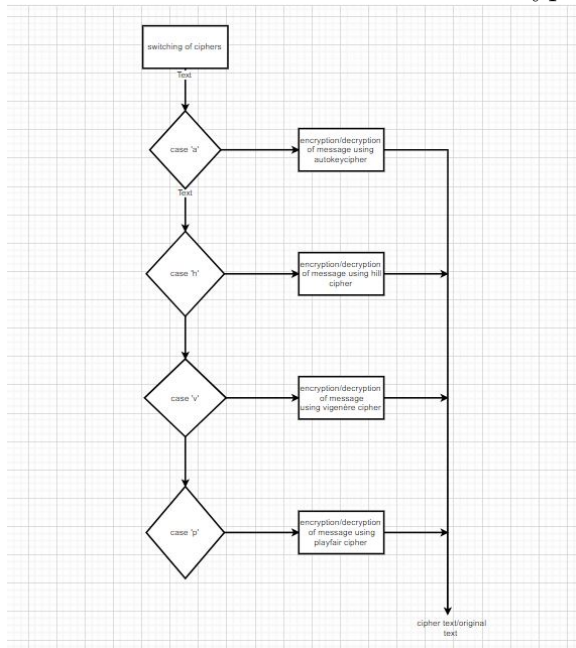 switching of ciphers
Text
case 'a'
encryption/decryption
of message using
autokeycipher
Text
case 'h'
encryption/decryption
of message using hill
cipher
case 'v'
encryption/decryption
of message
using vigenère cipher
case 'p'
encryption/decryption
of message using
playfair cipher
cipher text/original
text